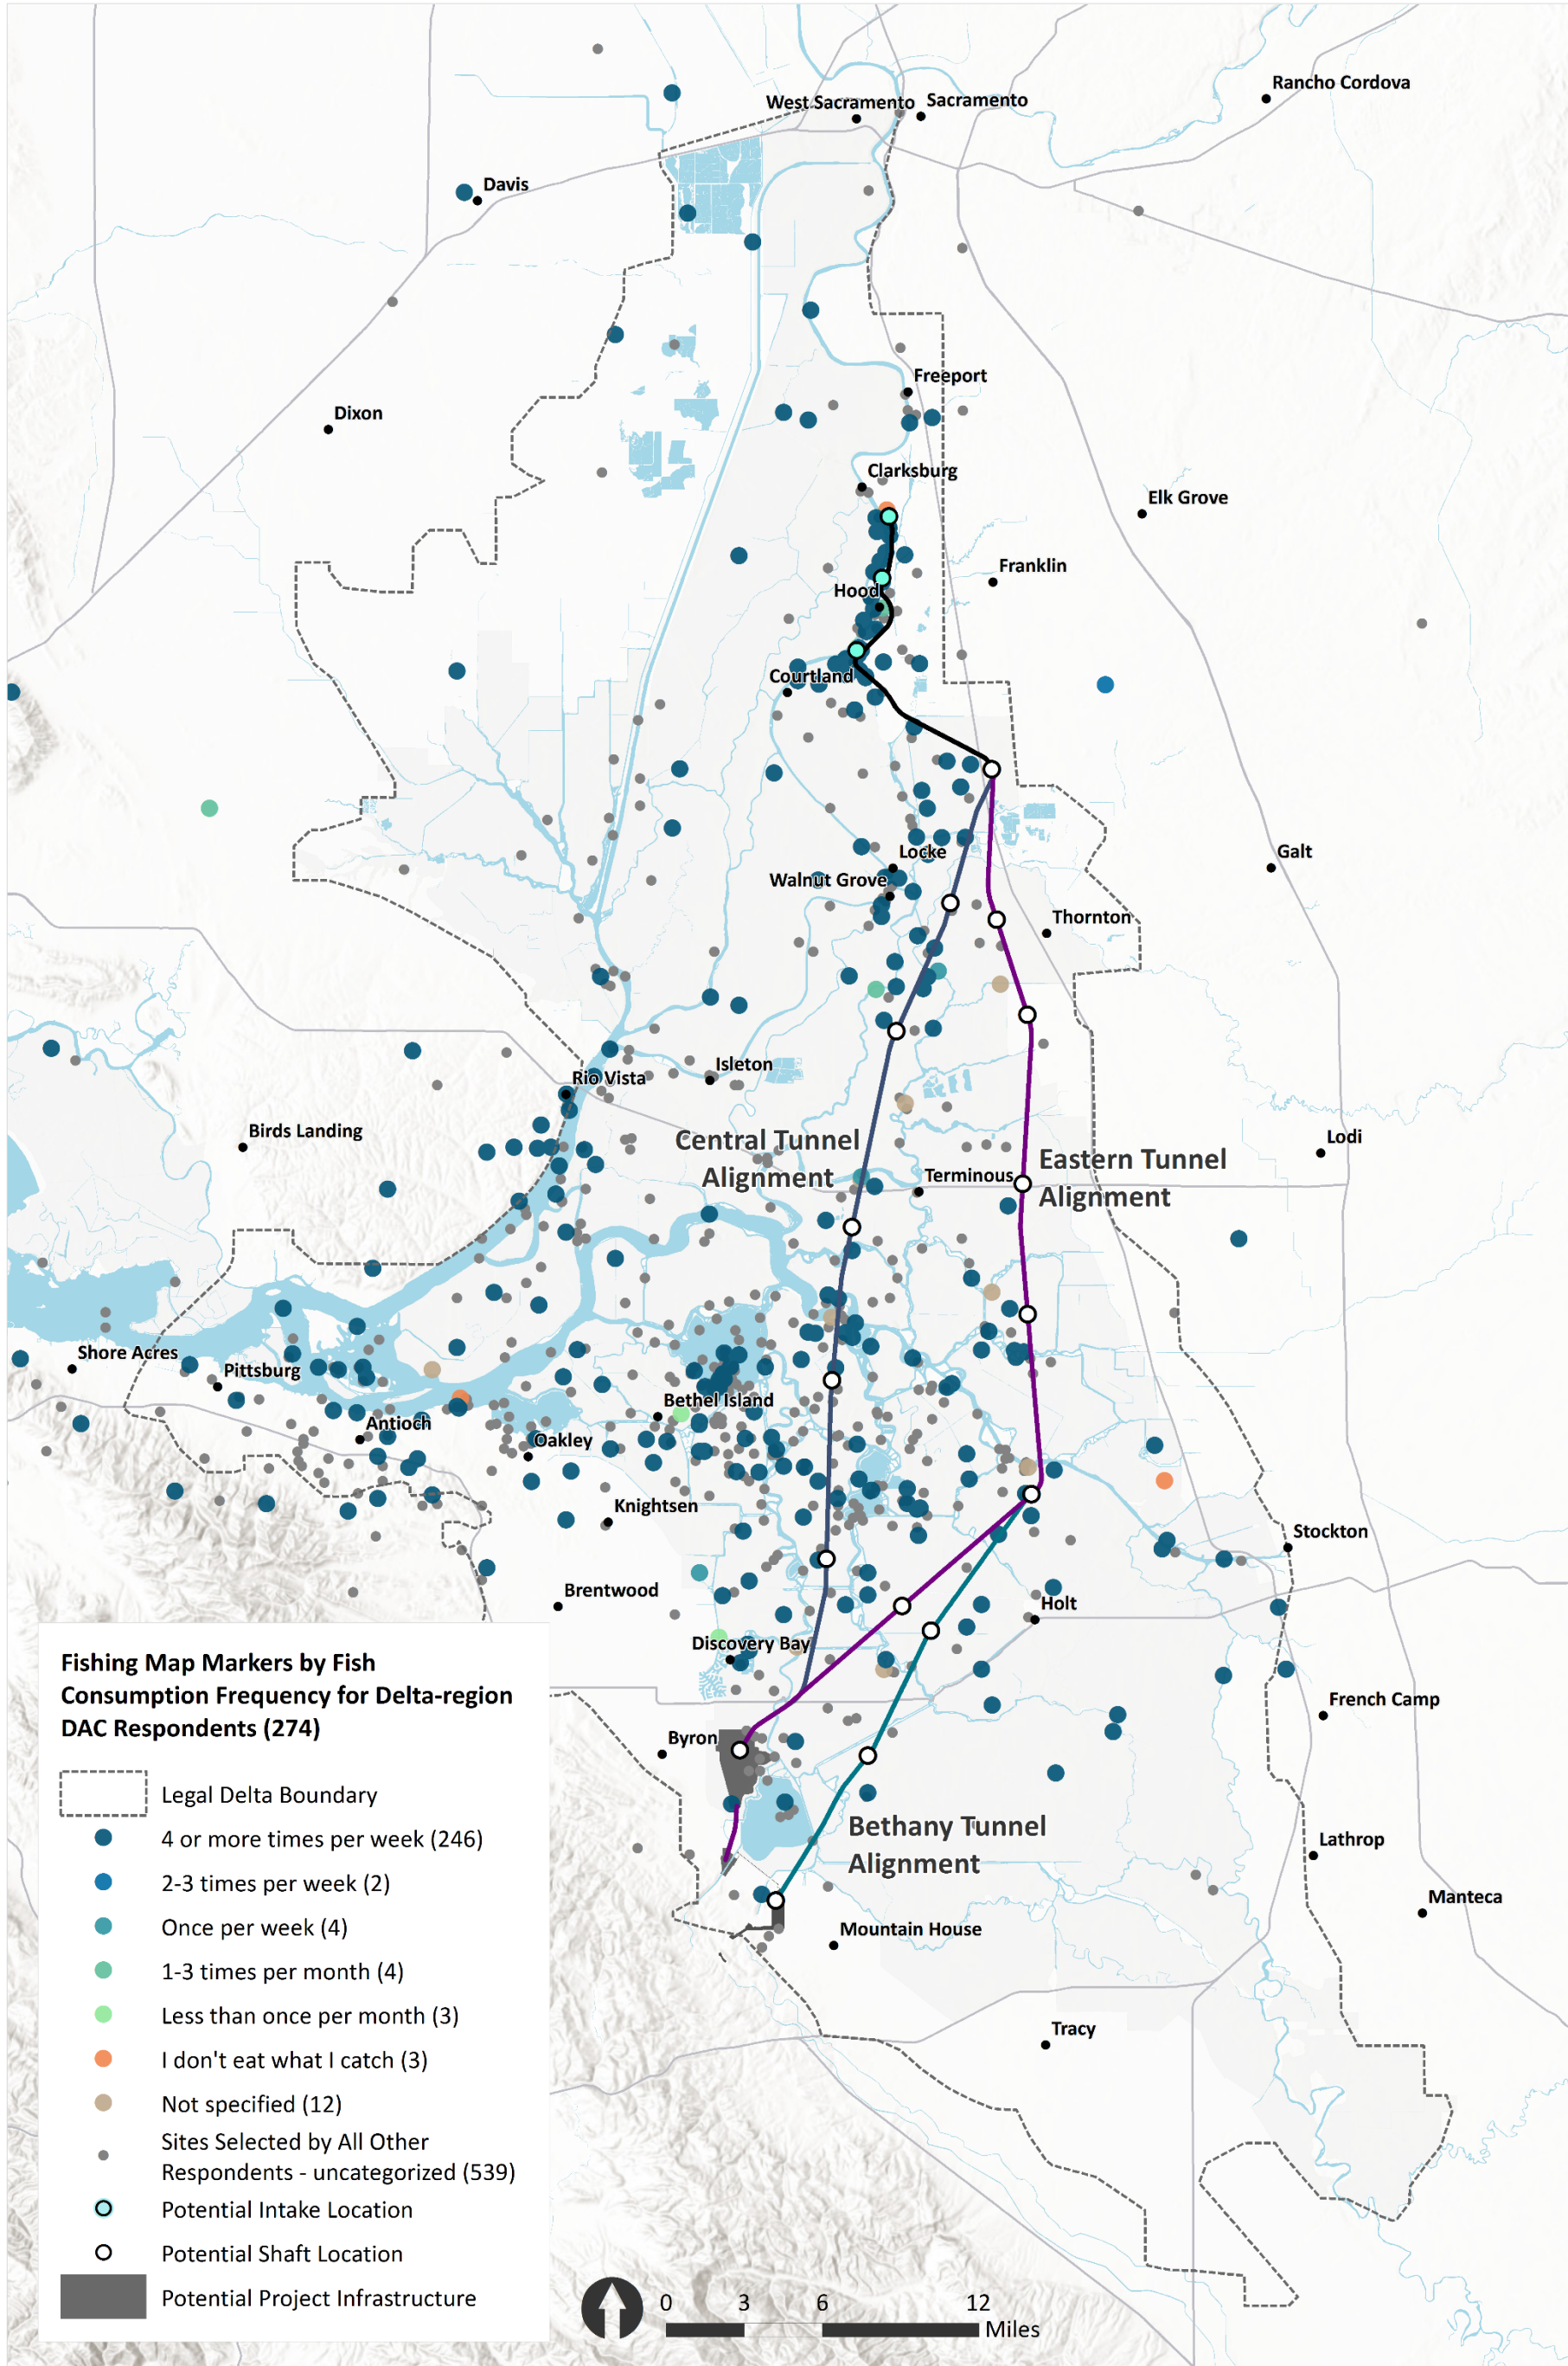 Rancho Cordova
West Sacramento
Sacramento
Davis
Freeport
Dixon
Clarksburg
Elk Grove
Franklin
Hood
Courtland
Locke
Galt
Walnut Grove
Thornton
Isleton
Rio Vista
Birds Landing
Central Tunnel
Alignment
Lodi
Eastern Tunnel
Alignment
Terminous
Shore Acres
Pittsburg
Bethel Island
Antioch
Oakley
Knightsen
Stockton
Brentwood
Holt
Discovery Bay
French Camp
Byron
Bethany Tunnel
Alignment
Lathrop
Manteca
Mountain House
Tracy
Fishing Map Markers by Fish
Consumption Frequency for Delta-region
DAC Respondents (274)
Legal Delta Boundary
4 or more times per week (246)
2-3 times per week (2)
Once per week (4)
1-3 times per month (4)
Less than once per month (3)
I don't eat what I catch (3)
Not specified (12)
Sites Selected by All Other
Respondents - uncategorized (539)
Potential Intake Location
Potential Shaft Location
Potential Project Infrastructure
0 3 6 12
Miles